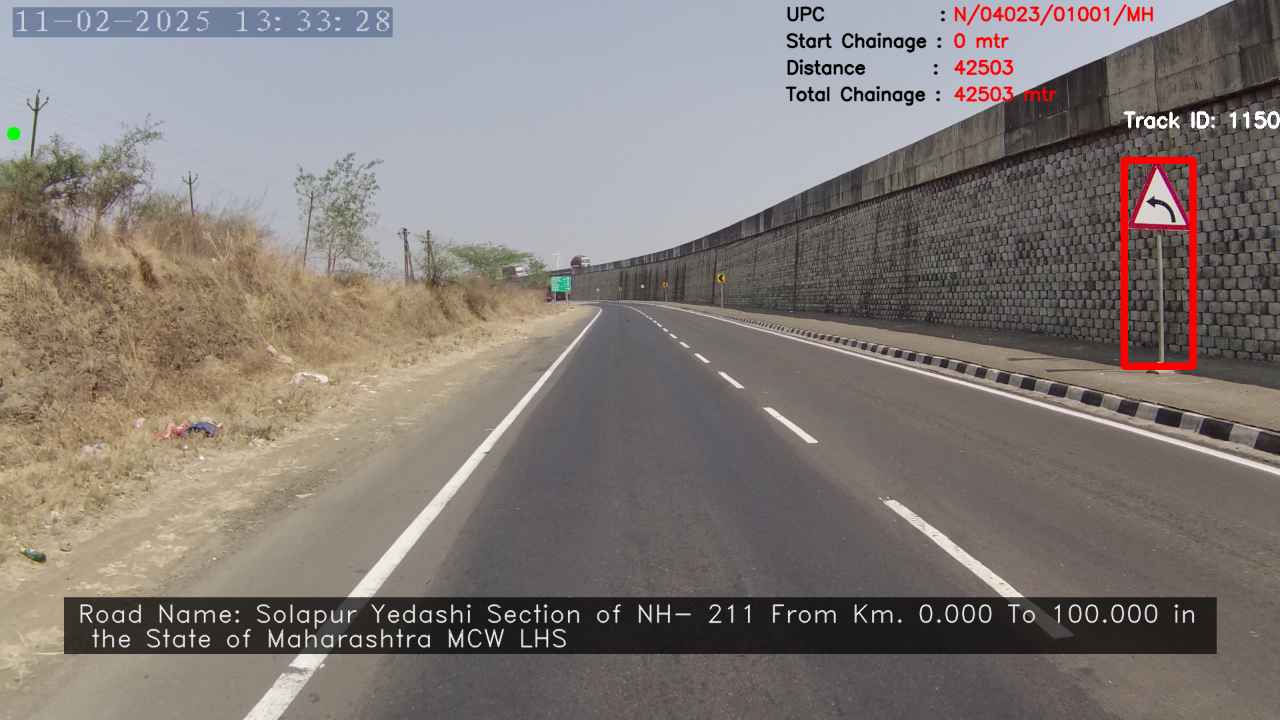 11-02-2025 13:33:28
UPC : N/04023/01001/MH
Start Chainage : 0 mtr
Distance : 42503
Total Chainage : 42503 mtr
Track ID: 1150
Road Name: Solapur Yedashi Section of NH- 211 From Km. 0.000 To 100.000 in
the State of Maharashtra MCW LHS